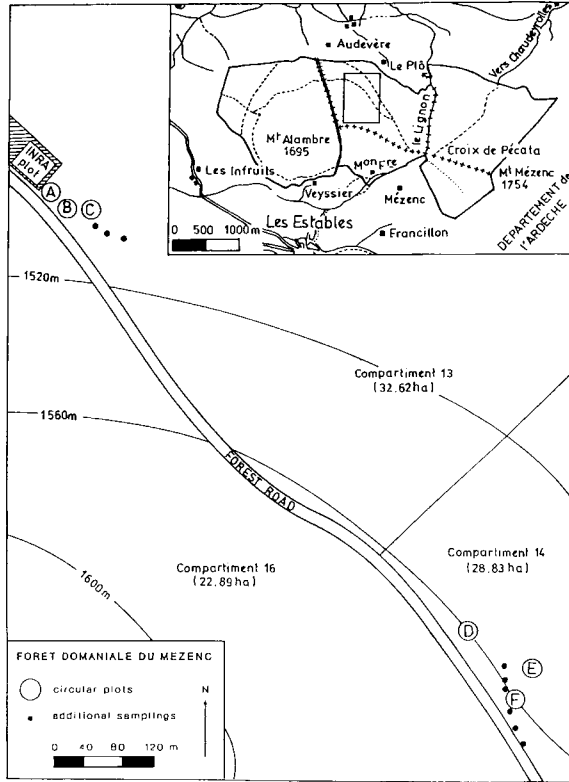 Audevère
Le Plô
Vers Chaudeyrolles
le Lignon
Mt Alambre
1695
Croix de Pécata
Mt Mézenc
1754
Les Infruits
Mon Fre
Veyssier
Mézenc
Les Estables
Francillon
DEPARTEMENT de
l'ARDECHE
0 500 1000m
INRA
plot
A
B
C
1520m
Compartiment 13
(32.62ha)
1560m
FOREST ROAD
Compartiment 16
(22.89ha)
Compartiment 14
(28.83ha)
1600m
D
E
F
FORET DOMANIALE DU MEZENC
circular plots
N
additional samplings
0 40 80 120 m